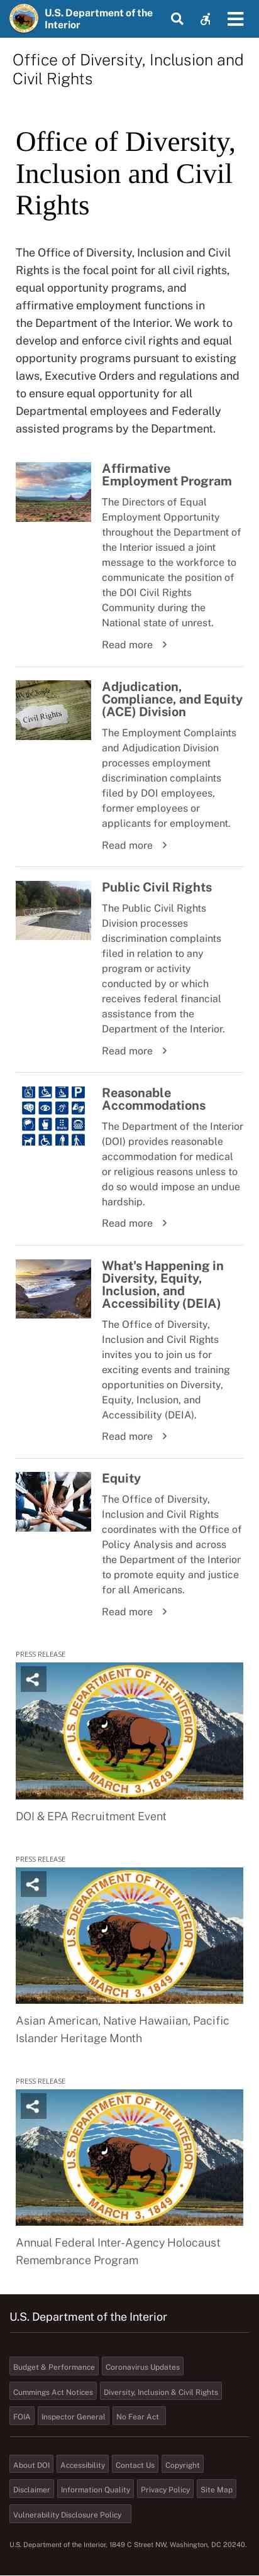 U.S. Department of the
Interior
Office of Diversity, Inclusion and
Civil Rights
Office of Diversity,
Inclusion and Civil
Rights
The Office of Diversity, Inclusion and Civil
Rights is the focal point for all civil rights,
equal opportunity programs, and
affirmative employment functions in
the Department of the Interior. We work to
develop and enforce civil rights and equal
opportunity programs pursuant to existing
laws, Executive Orders and regulations and
to ensure equal opportunity for all
Departmental employees and Federally
assisted programs by the Department.
Affirmative
Employment Program
The Directors of Equal
Employment Opportunity
throughout the Department of
the Interior issued a joint
message to the workforce to
communicate the position of
the DOI Civil Rights
Community during the
National state of unrest.
Read more
Civil Rights
Adjudication,
Compliance, and Equity
(ACE) Division
The Employment Complaints
and Adjudication Division
processes employment
discrimination complaints
filed by DOI employees,
former employees or
applicants for employment.
Read more
Public Civil Rights
The Public Civil Rights
Division processes
discrimination complaints
filed in relation to any
program or activity
conducted by or which
receives federal financial
assistance from the
Department of the Interior.
Read more
Reasonable
Accommodations
The Department of the Interior
(DOI) provides reasonable
accommodation for medical
or religious reasons unless to
do so would impose an undue
hardship.
Read more
What's Happening in
Diversity, Equity,
Inclusion, and
Accessibility (DEIA)
The Office of Diversity,
Inclusion and Civil Rights
invites you to join us for
exciting events and training
opportunities on Diversity,
Equity, Inclusion, and
Accessibility (DEIA).
Read more
Equity
The Office of Diversity,
Inclusion and Civil Rights
coordinates with the Office of
Policy Analysis and across
the Department of the Interior
to promote equity and justice
for all Americans.
Read more
PRESS RELEASE
U.S. DEPARTMENT OF THE INTERIOR
MARCH 3, 1849
DOI & EPA Recruitment Event
PRESS RELEASE
U.S. DEPARTMENT OF THE INTERIOR
MARCH 3, 1849
Asian American, Native Hawaiian, Pacific
Islander Heritage Month
PRESS RELEASE
U.S. DEPARTMENT OF THE INTERIOR
MARCH 3, 1849
Annual Federal Inter-Agency Holocaust
Remembrance Program
U.S. Department of the Interior
Budget & Performance Coronavirus Updates
Cummings Act Notices Diversity, Inclusion & Civil Rights
FOIA Inspector General No Fear Act
About DOI Accessibility Contact Us Copyright
Disclaimer Information Quality Privacy Policy Site Map
Vulnerability Disclosure Policy
U.S. Department of the Interior, 1849 C Street NW, Washington, DC 20240.